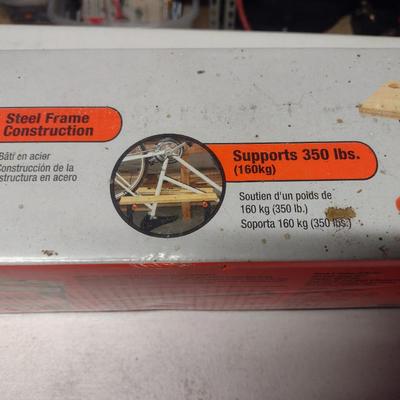 Steel Frame
Construction
Bâti en acier
Construcción de la
structura en acero
Supports 350 lbs.
(160kg)
Soutien d'un poids de
160 kg (350 lb.)
Soporta 160 kg (350 lbs.)